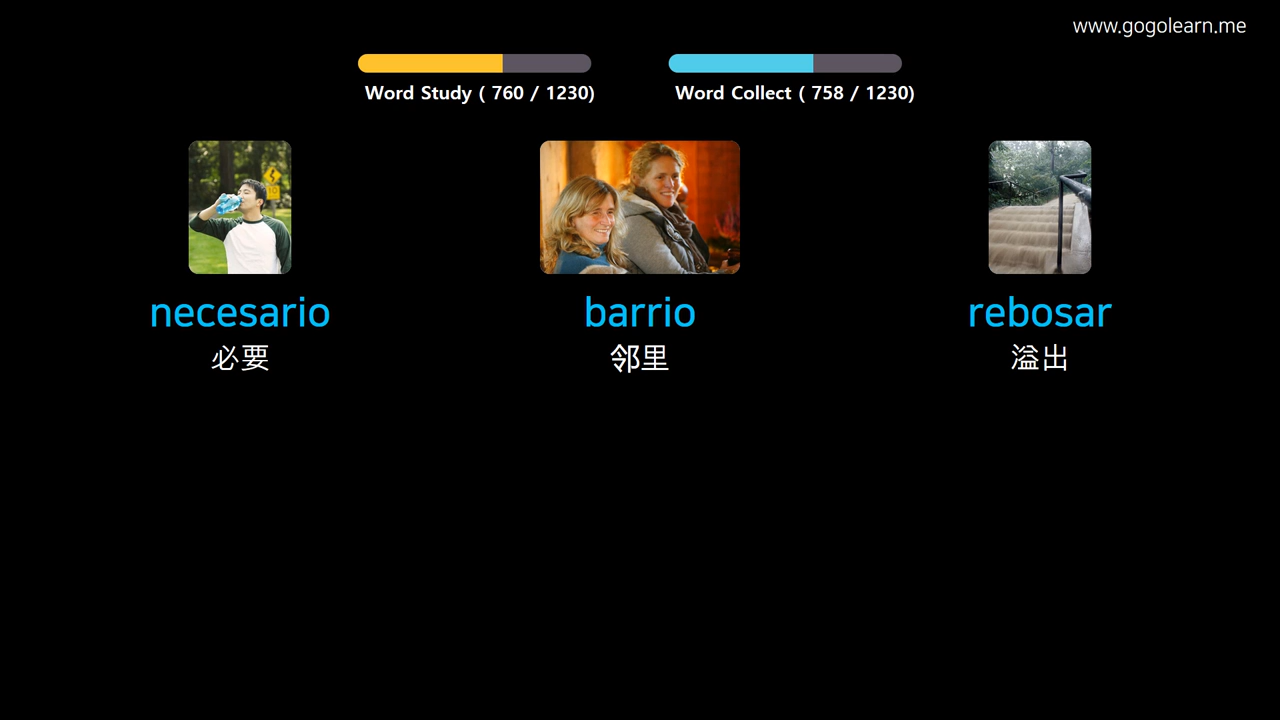 www.gogolearn.me
Word Study ( 760 / 1230)
Word Collect ( 758 / 1230)
necesario
必要
barrio
邻里
rebosar
溢出